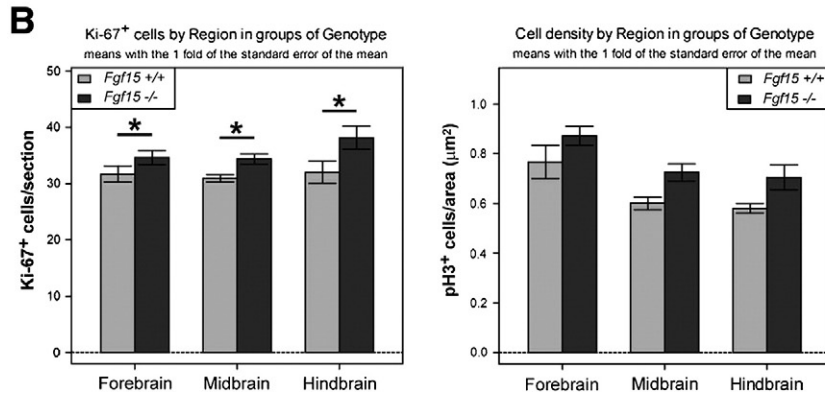 B
Ki-67+ cells by Region in groups of Genotype
means with the 1 fold of the standard error of the mean
Fgf15 +/+
Fgf15 -/-
50
40
30
20
10
0
Ki-67+ cells/section
*
*
*
Forebrain Midbrain Hindbrain
Cell density by Region in groups of Genotype
means with the 1 fold of the standard error of the mean
Fgf15 +/+
Fgf15 -/-
1.0
0.8
0.6
0.4
0.2
0.0
pH3+ cells/area (μm²)
Forebrain Midbrain Hindbrain